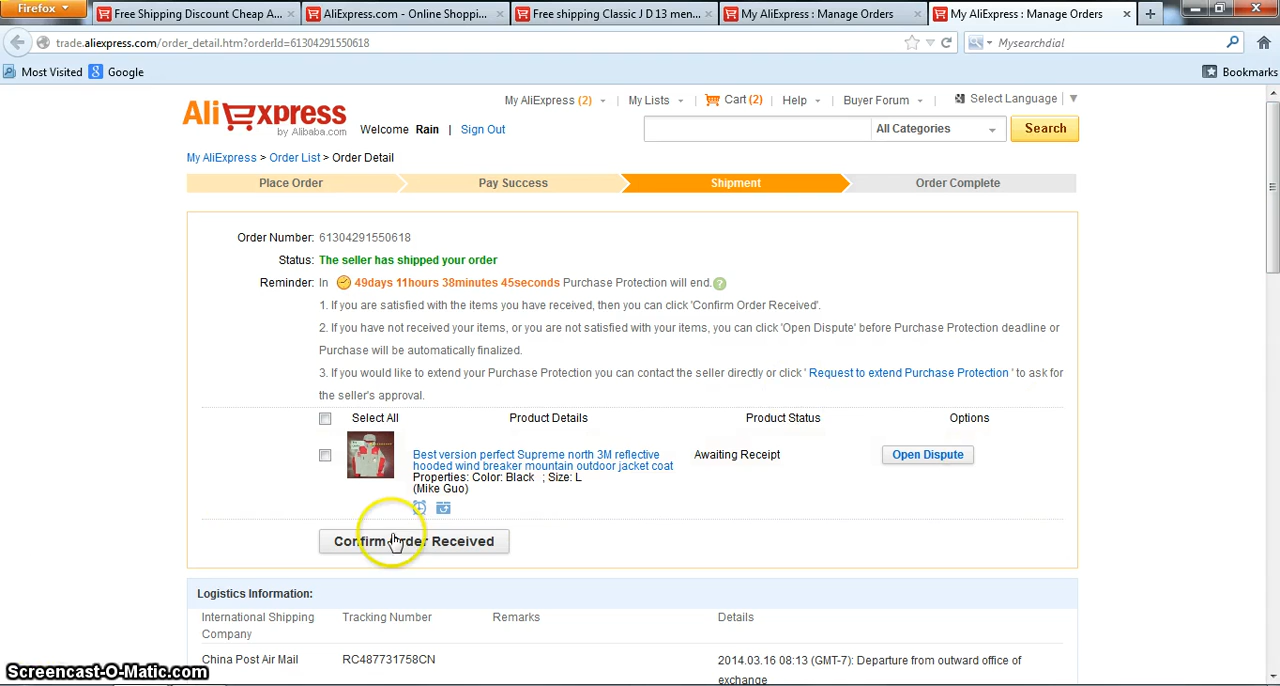 Firefox
Free Shipping Discount Cheap A...
AliExpress.com - Online Shoppi...
Free shipping Classic J D 13 men...
My AliExpress : Manage Orders
My AliExpress : Manage Orders
trade.aliexpress.com/order_detail.htm?orderId=61304291550618
Mysearchdial
Most Visited
Google
Bookmarks
AliExpress
by Alibaba.com
My AliExpress (2)
My Lists
Cart (2)
Help
Buyer Forum
Select Language
Welcome Rain | Sign Out
All Categories
Search
My AliExpress > Order List > Order Detail
Place Order
Pay Success
Shipment
Order Complete
Order Number: 61304291550618
Status: The seller has shipped your order
Reminder: In 49days 11hours 38minutes 45seconds Purchase Protection will end.
1. If you are satisfied with the items you have received, then you can click 'Confirm Order Received'.
2. If you have not received your items, or you are not satisfied with your items, you can click 'Open Dispute' before Purchase Protection deadline or
Purchase will be automatically finalized.
3. If you would like to extend your Purchase Protection you can contact the seller directly or click ' Request to extend Purchase Protection ' to ask for
the seller's approval.
Select All
Product Details
Product Status
Options
Best version perfect Supreme north 3M reflective
hooded wind breaker mountain outdoor jacket coat
Properties: Color: Black ; Size: L
(Mike Guo)
Awaiting Receipt
Open Dispute
Confirm Order Received
Logistics Information:
International Shipping
Company
Tracking Number
Remarks
Details
China Post Air Mail
RC487731758CN
2014.03.16 08:13 (GMT-7): Departure from outward office of
exchange
Screencast-O-Matic.com